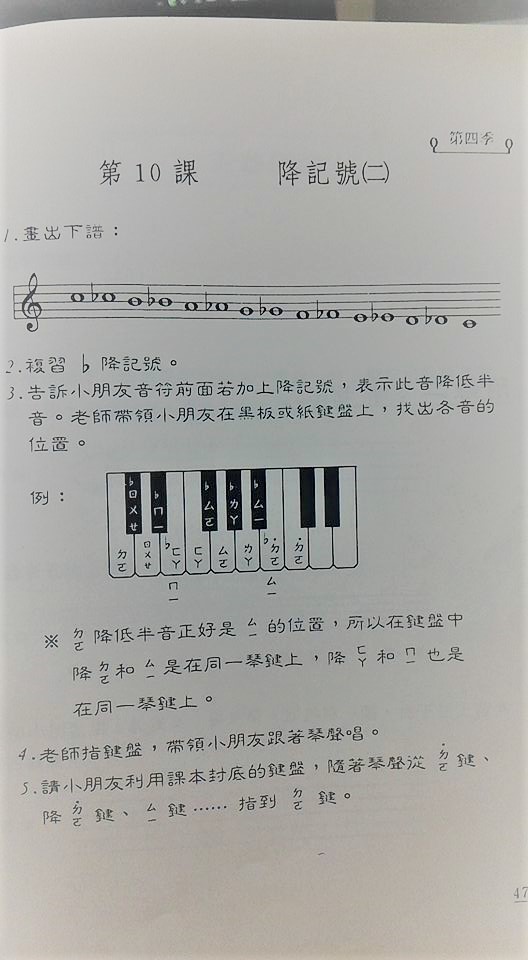 第四季
第 10 課 降記號(二)
1.畫出下譜：
2.複習 ♭ 降記號。
3.告訴小朋友音符前面若加上降記號，表示此音降低半
音。老師帶領小朋友在黑板或紙鍵盤上，找出各音的
位置。
例：
♭ㄖㄨㄝ ♭ㄇㄧ ♭ㄙㄛ ♭ㄌㄚ ♭ㄙㄧ
ㄉㄛ ㄖㄨㄝ ♭ㄈㄚ ㄈㄚ ㄙㄛ ㄌㄚ ♭ㄉㄛ̇ ㄉㄛ̇
ㄇㄧ ㄙㄧ
※ ㄉㄛ 降低半音正好是 ㄙㄧ 的位置，所以在鍵盤中
降 ㄉㄛ 和 ㄙㄧ 是在同一琴鍵上，降 ㄈㄚ 和 ㄇㄧ 也是
在同一琴鍵上。
4.老師指鍵盤，帶領小朋友跟著琴聲唱。
5.請小朋友利用課本封底的鍵盤，隨著琴聲從 ㄉㄛ̇ 鍵、
降 ㄉㄛ̇ 鍵、 ㄙㄧ 鍵…… 指到 ㄉㄛ 鍵。
47